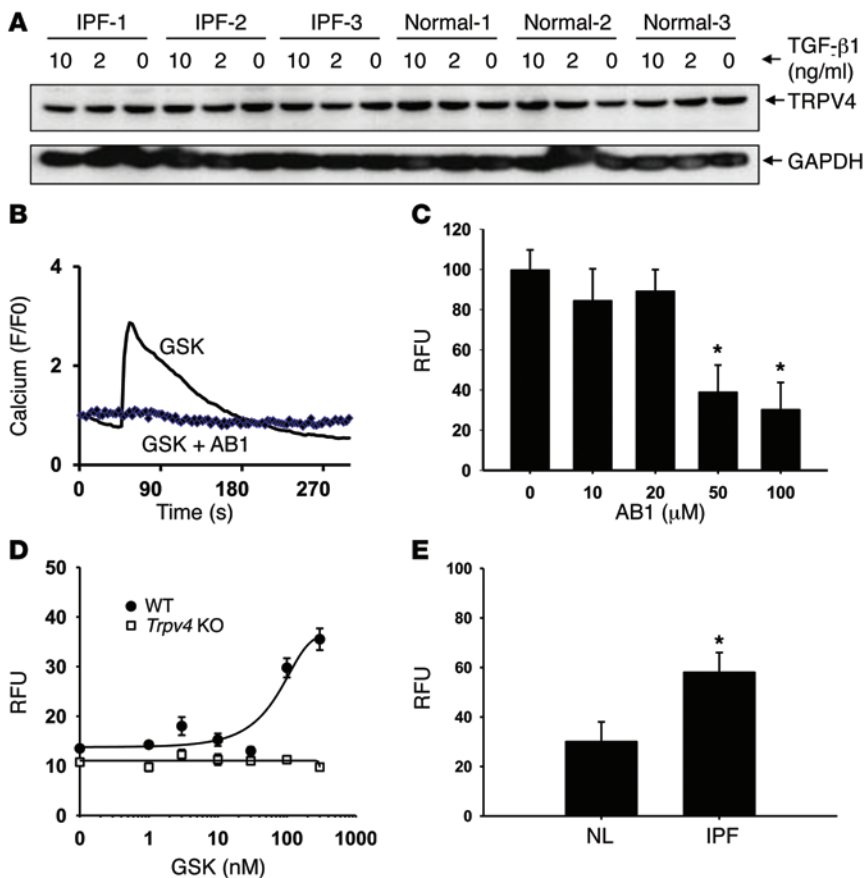 A
IPF-1 IPF-2 IPF-3 Normal-1 Normal-2 Normal-3
10 2 0 10 2 0 10 2 0 10 2 0 10 2 0 10 2 0
TGF-β1
(ng/ml)
TRPV4
GAPDH
B
Calcium (F/F0)
4
2
0
GSK
GSK + AB1
0 90 180 270
Time (s)
C
RFU
120
100
80
60
40
20
0
* *
0 10 20 50 100
AB1 (μM)
D
RFU
50
40
30
20
10
0
WT
Trpv4 KO
0 1 10 100 1000
GSK (nM)
E
RFU
100
80
60
40
20
0
*
NL IPF